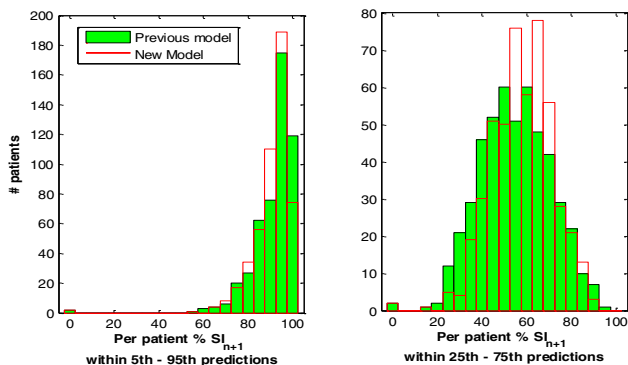 200
180
160
140
120
100
80
60
40
20
0
# patients
Previous model
New Model
0 20 40 60 80 100
Per patient % SI_{n+1}
within 5th - 95th predictions
80
70
60
50
40
30
20
10
0
0 20 40 60 80 100
Per patient % SI_{n+1}
within 25th - 75th predictions